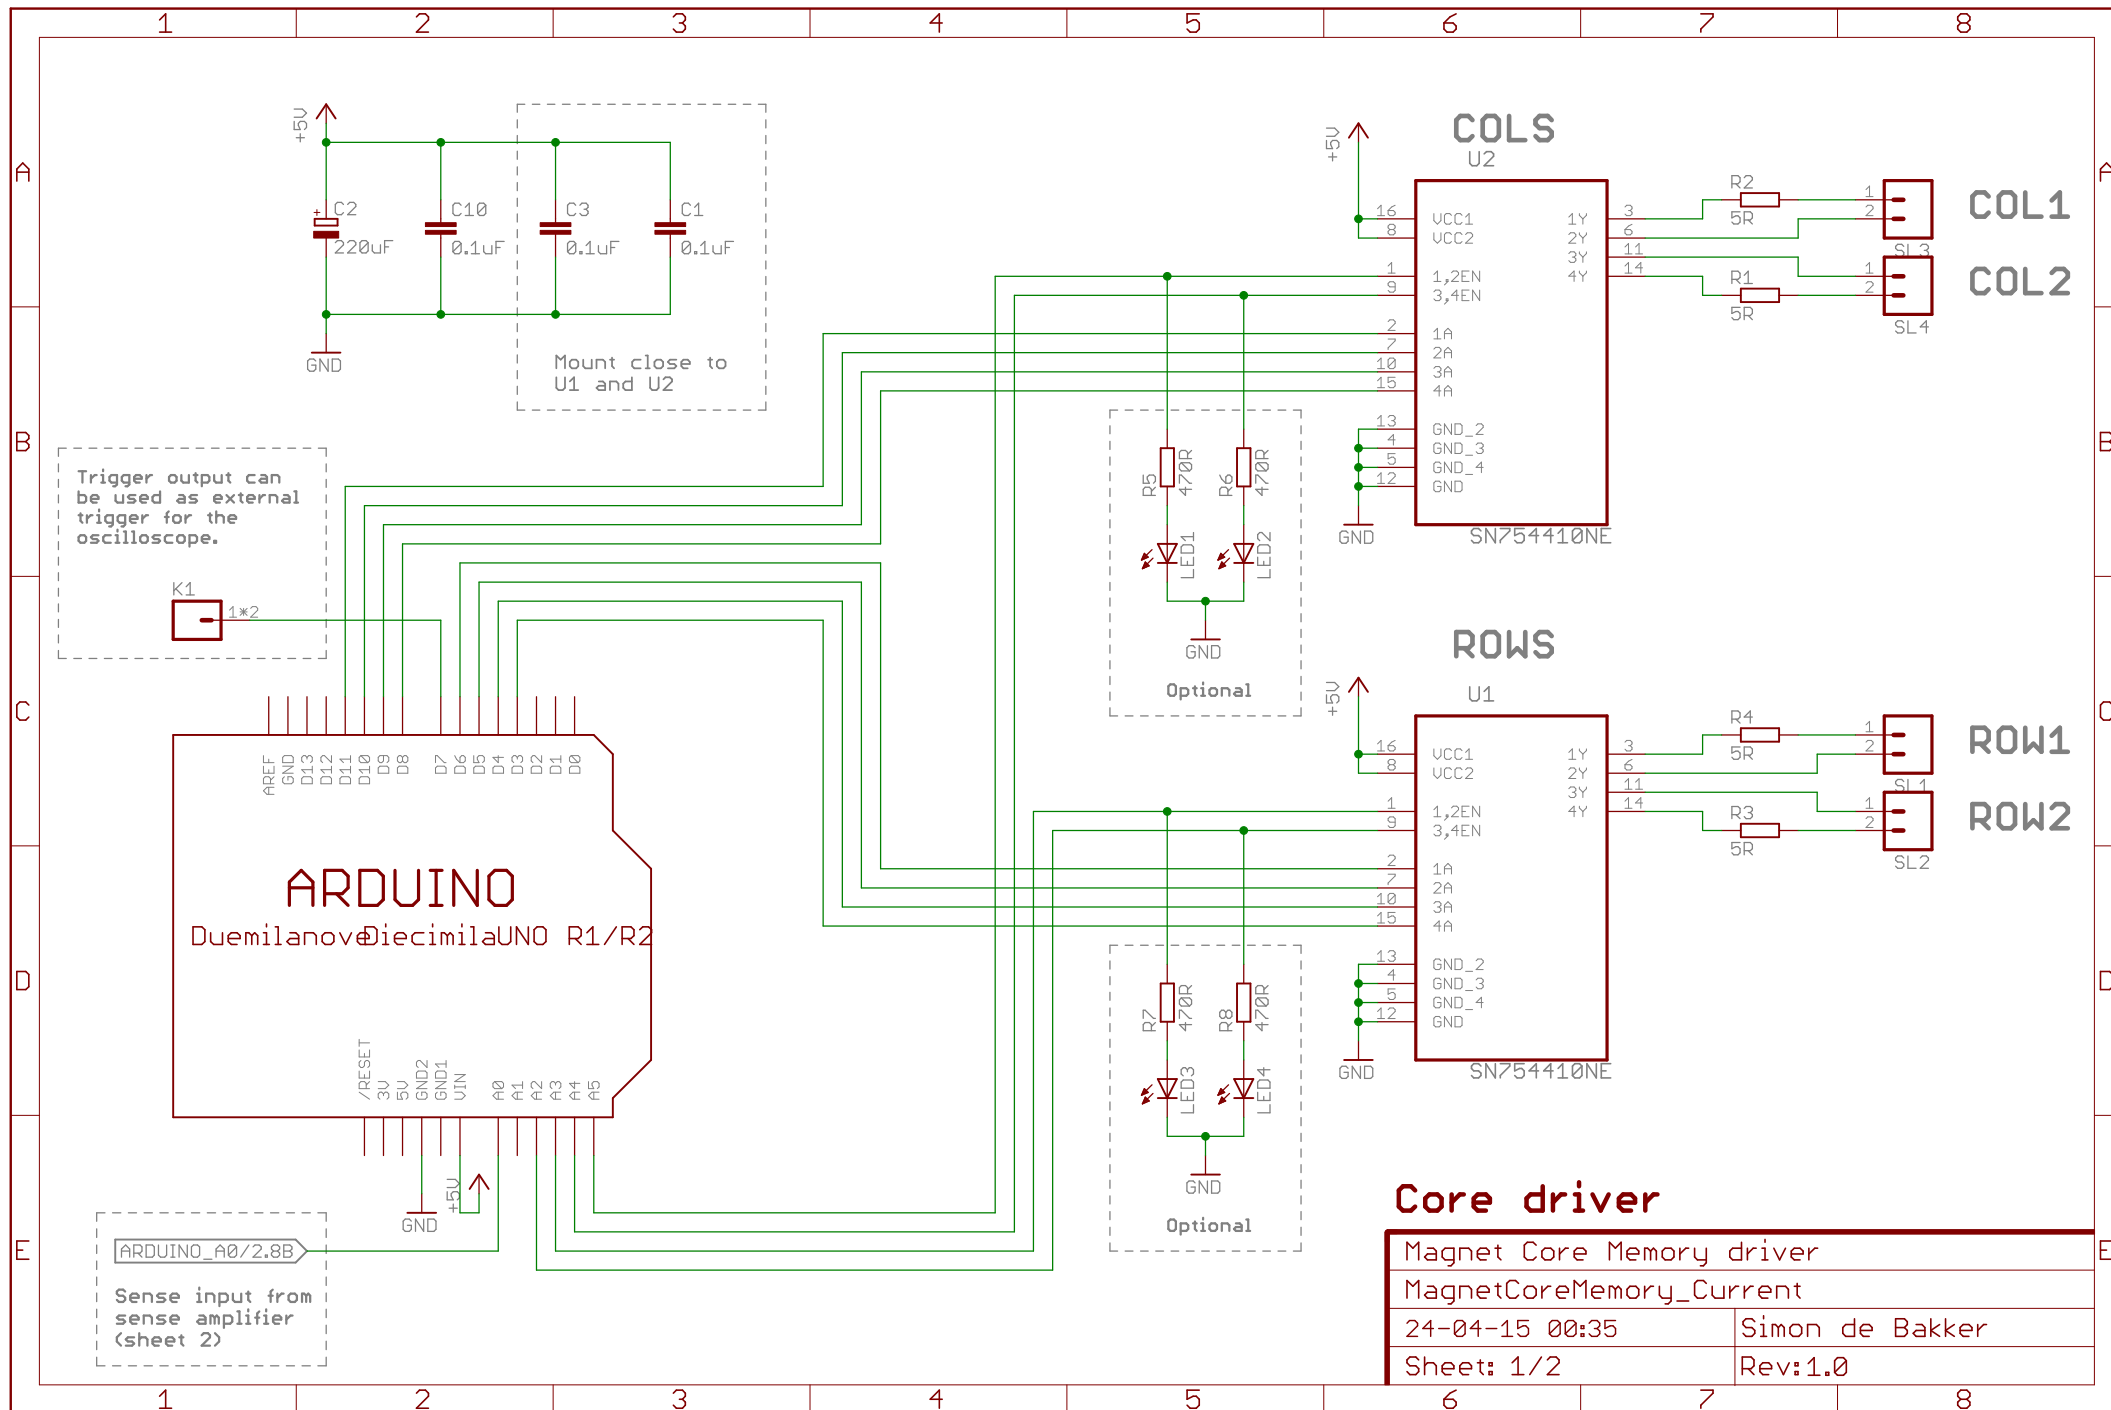 1 2 3 4 5 6 7 8
A
B
C
D
E
+5V
C2
220uF
C10
0.1uF
C3
0.1uF
C1
0.1uF
GND
Mount close to
U1 and U2
Trigger output can
be used as external
trigger for the
oscilloscope.
K1
1*2
AREF
GND
D13
D12
D11
D10
D9
D8
D7
D6
D5
D4
D3
D2
D1
D0
ARDUINO
Duemilanove DiecimilaUNO R1/R2
/RESET
3V
5V
GND2
GND1
VIN
A0
A1
A2
A3
A4
A5
+5V
GND
ARDUINO_A0/2.8B
Sense input from
sense amplifier
(sheet 2)
R5
470R
R6
470R
LED1
LED2
GND
Optional
R7
470R
R8
470R
LED3
LED4
GND
Optional
COLS
U2
+5V
16 VCC1
8 VCC2
1 1,2EN
9 3,4EN
2 1A
7 2A
10 3A
15 4A
13 GND_2
4 GND_3
5 GND_4
12 GND
1Y 3
2Y 6
3Y 11
4Y 14
GND
SN754410NE
R2
5R
R1
5R
1
2
SL3
COL1
1
2
SL4
COL2
ROWS
U1
+5V
16 VCC1
8 VCC2
1 1,2EN
9 3,4EN
2 1A
7 2A
10 3A
15 4A
13 GND_2
4 GND_3
5 GND_4
12 GND
1Y 3
2Y 6
3Y 11
4Y 14
GND
SN754410NE
R4
5R
R3
5R
1
2
SL1
ROW1
1
2
SL2
ROW2
Core driver
Magnet Core Memory driver
MagnetCoreMemory_Current
24-04-15 00:35 Simon de Bakker
Sheet: 1/2 Rev:1.0
A
B
C
D
E
1 2 3 4 5 6 7 8